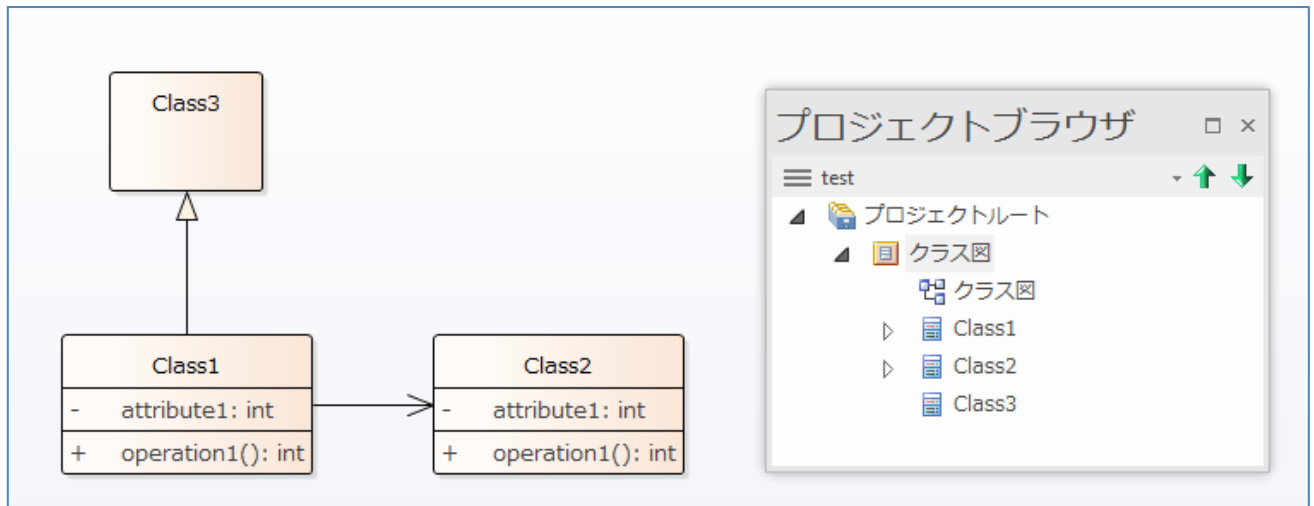 Class3
Class1
- attribute1: int
+ operation1(): int
Class2
- attribute1: int
+ operation1(): int
プロジェクトブラウザ
test
プロジェクトルート
クラス図
クラス図
Class1
Class2
Class3